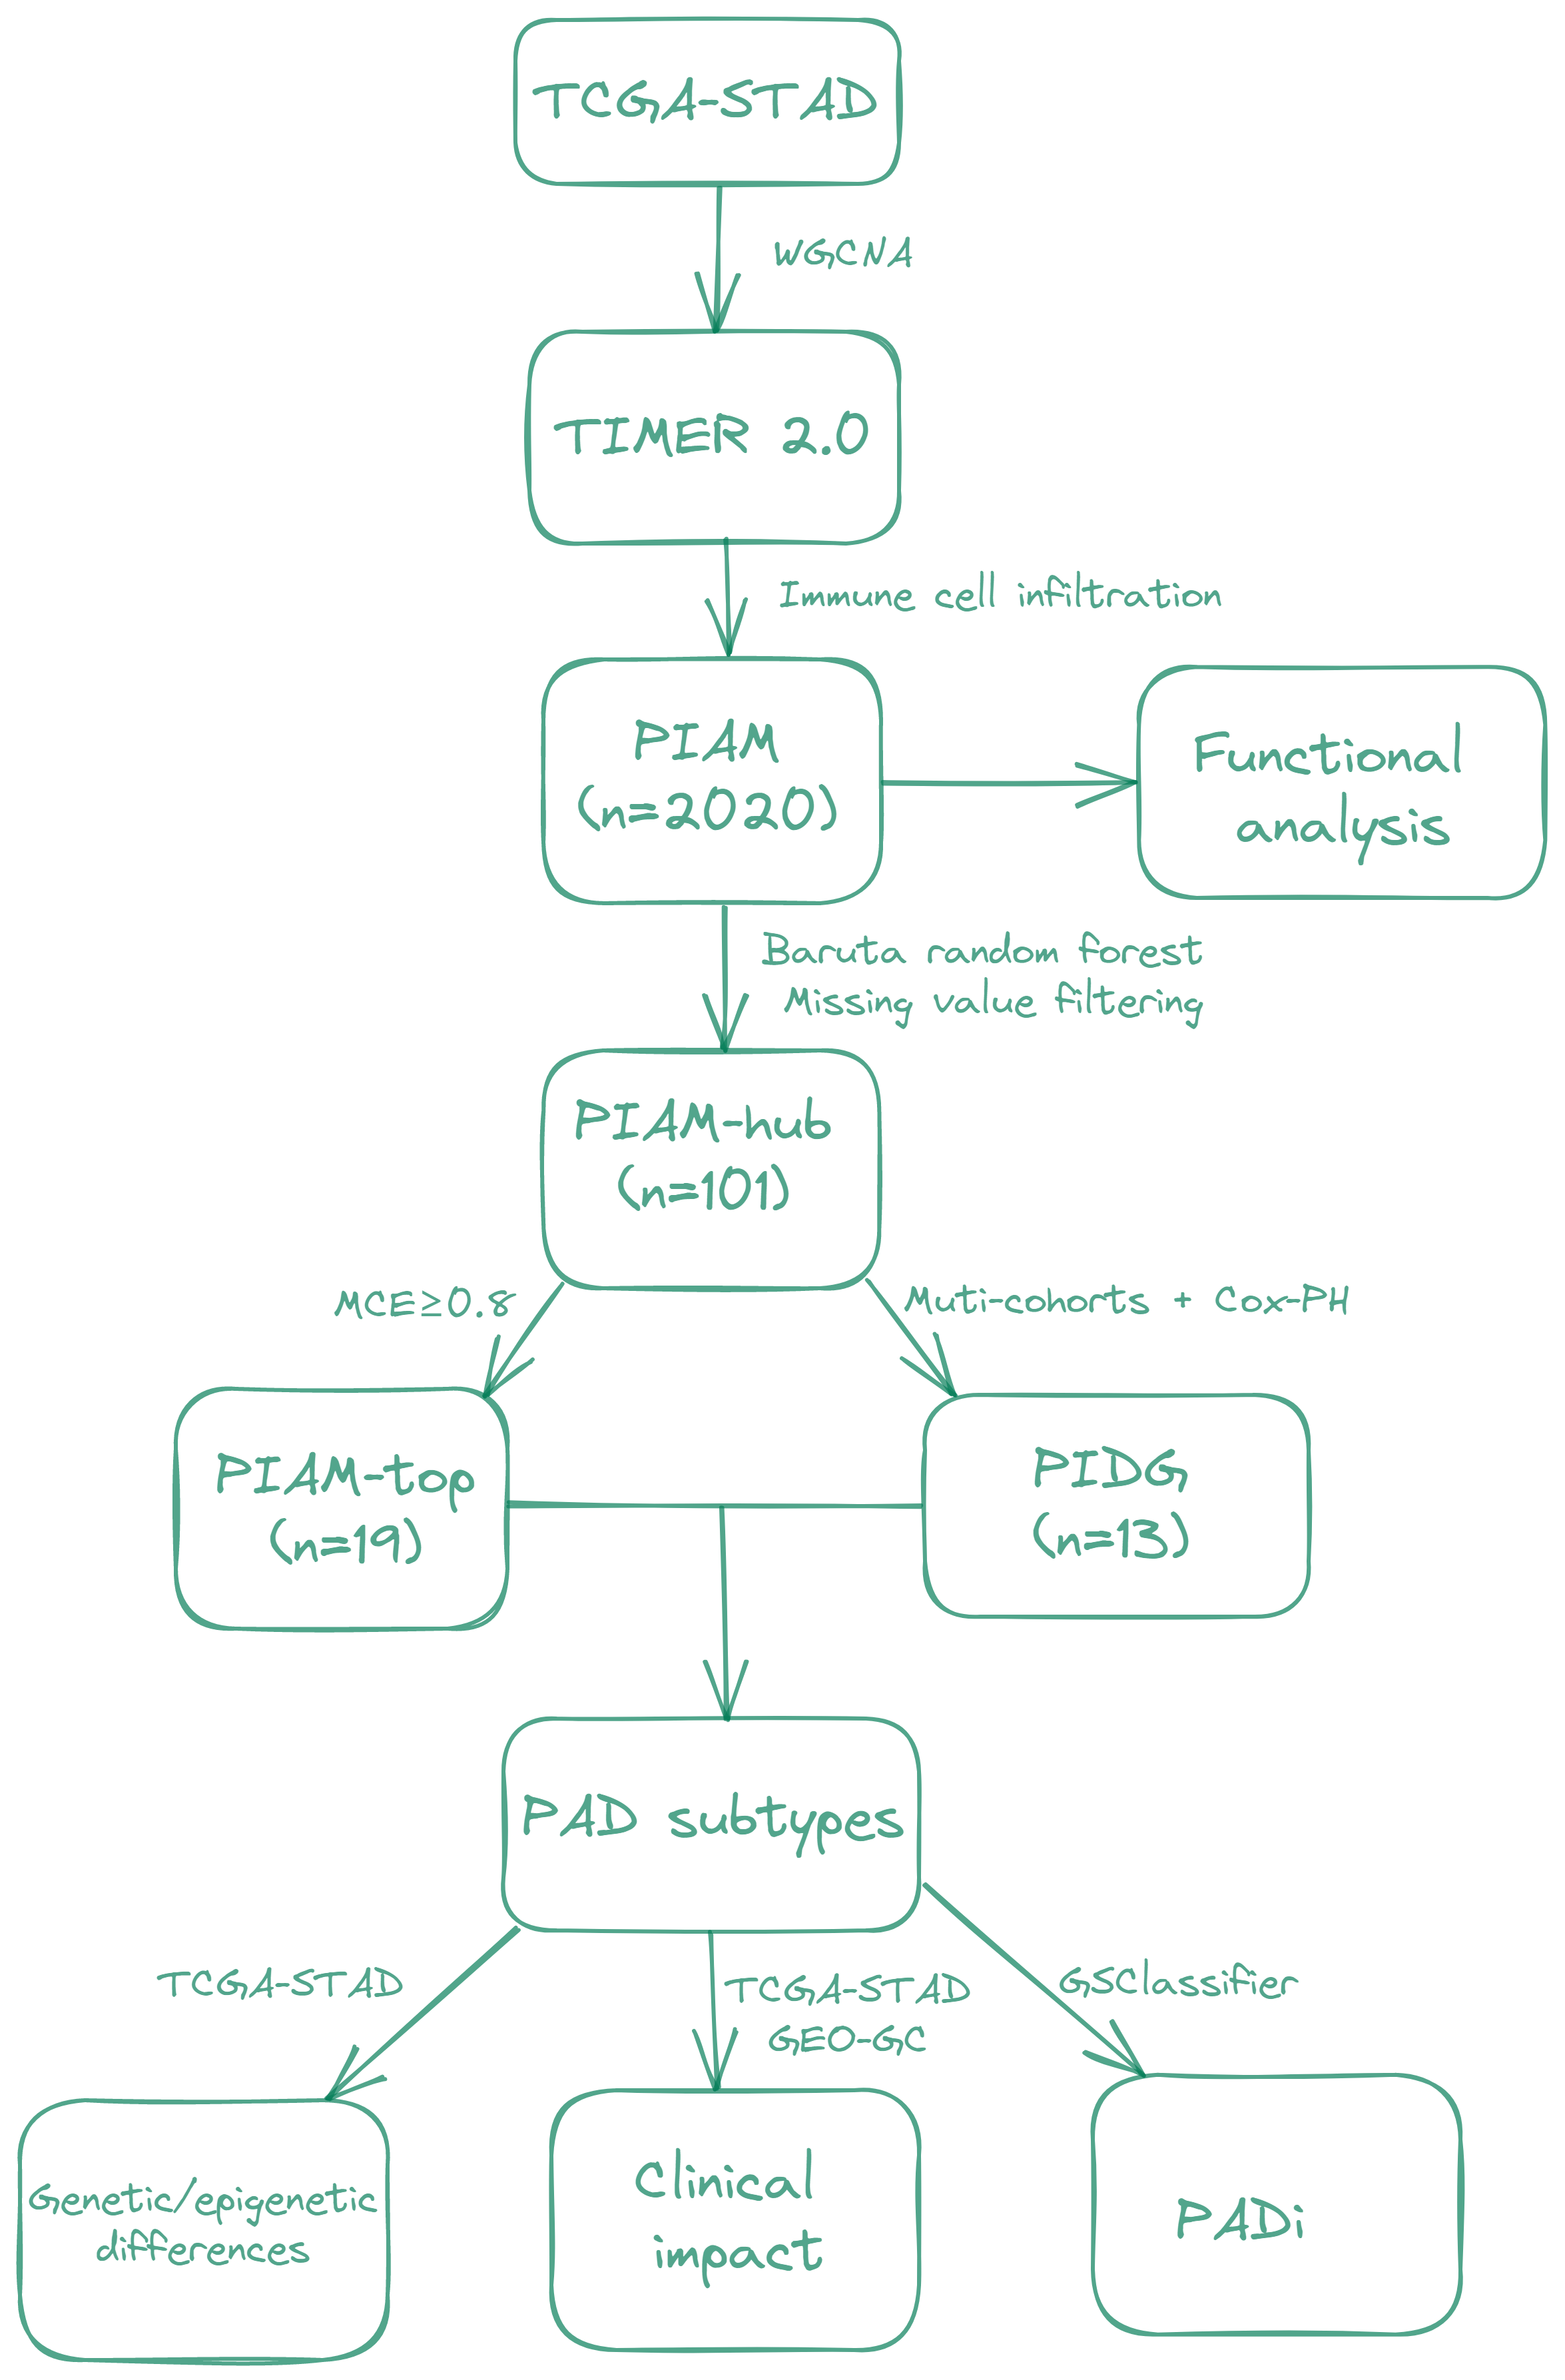 TCGA-STAD
WGCNA
TIMER 2.0
Immune cell infiltration
PIAM
(n=2020)
Functional
analysis
Boruta random forest
Missing value filtering
PIAM-hub
(n=101)
MCE≥0.8
Muti-cohorts + Cox-PH
PIAM-top
(n=19)
PIDG
(n=13)
PAD subtypes
TCGA-STAD
TCGA-STAD
GEO-GC
GSClassifier
Genetic/epigenetic
differences
Clinical
impact
PADi